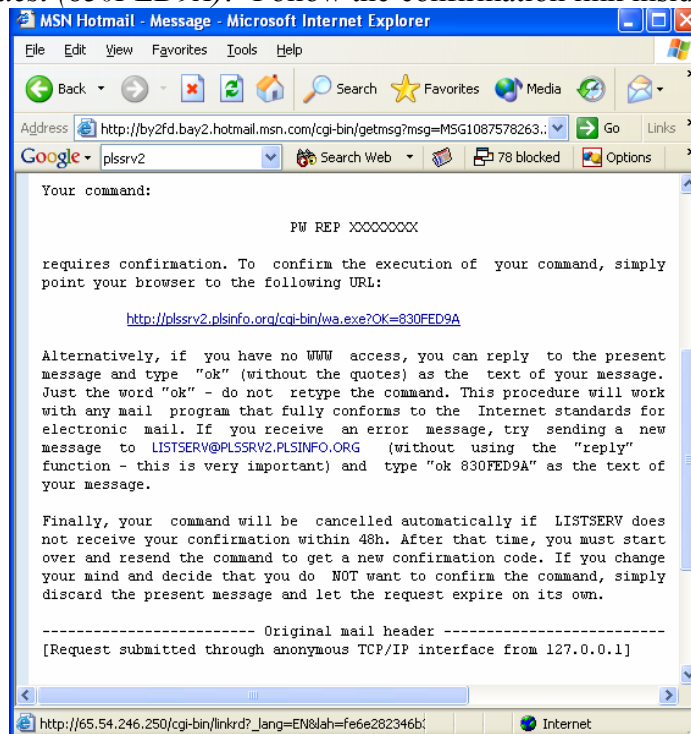 MSN Hotmail - Message - Microsoft Internet Explorer
File Edit View Favorites Tools Help
Back Search Favorites Media
Address http://by2fd.bay2.hotmail.msn.com/cgi-bin/getmsg?msg=MSG1087578263.: Go Links
Google plssrv2 Search Web 78 blocked Options
Your command:
PW REP XXXXXXXX
requires confirmation. To confirm the execution of your command, simply
point your browser to the following URL:
http://plssrv2.plsinfo.org/cgi-bin/wa.exe?OK=830FED9A
Alternatively, if you have no WWW access, you can reply to the present
message and type "ok" (without the quotes) as the text of your message.
Just the word "ok" - do not retype the command. This procedure will work
with any mail program that fully conforms to the Internet standards for
electronic mail. If you receive an error message, try sending a new
message to LISTSERV@PLSSRV2.PLSINFO.ORG (without using the "reply"
function - this is very important) and type "ok 830FED9A" as the text of
your message.
Finally, your command will be cancelled automatically if LISTSERV does
not receive your confirmation within 48h. After that time, you must start
over and resend the command to get a new confirmation code. If you change
your mind and decide that you do NOT want to confirm the command, simply
discard the present message and let the request expire on its own.
------------------------ Original mail header -------------------------
[Request submitted through anonymous TCP/IP interface from 127.0.0.1]
http://65.54.246.250/cgi-bin/linkrd?_lang=EN&lah=fe6e282346b Internet